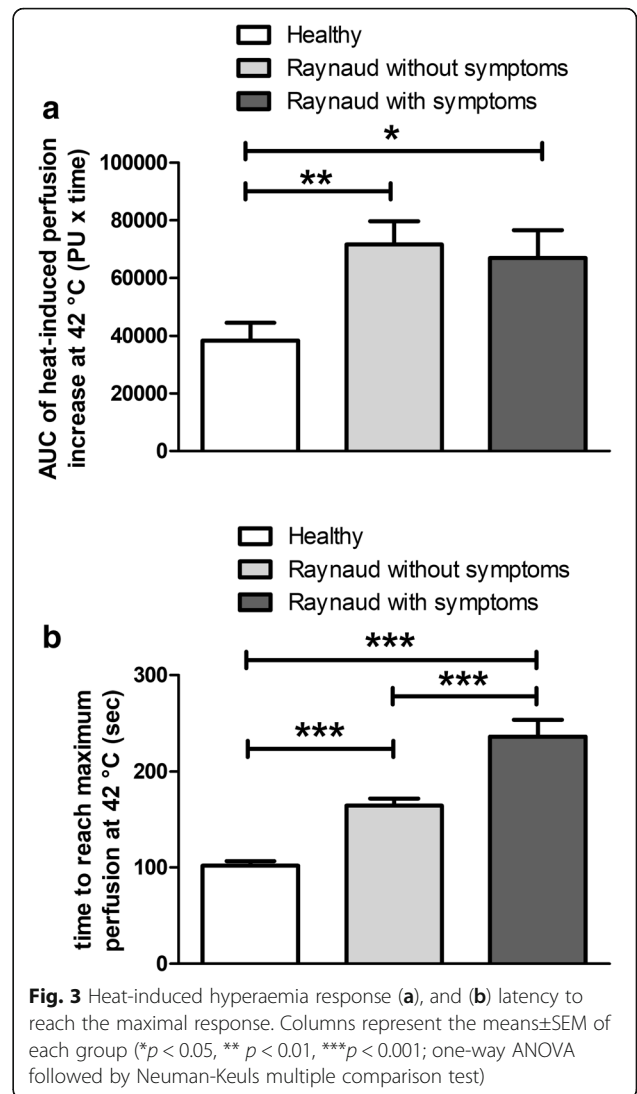 Healthy
Raynaud without symptoms
Raynaud with symptoms
a
*
**
AUC of heat-induced perfusion
increase at 42 °C (PU x time)
100000
80000
60000
40000
20000
0
Healthy
Raynaud without symptoms
Raynaud with symptoms
b
***
***
***
time to reach maximum
perfusion at 42 °C (sec)
300
200
100
0
Fig. 3 Heat-induced hyperaemia response (a), and (b) latency to
reach the maximal response. Columns represent the means±SEM of
each group (*p < 0.05, ** p < 0.01, ***p < 0.001; one-way ANOVA
followed by Neuman-Keuls multiple comparison test)